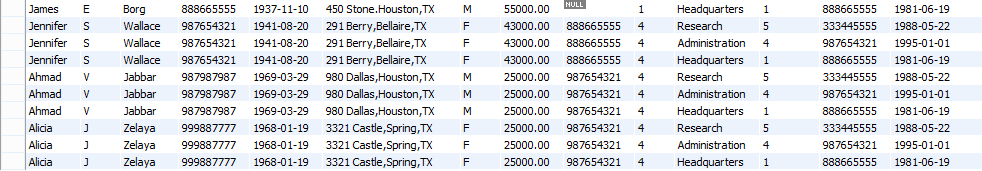 James E Borg 888665555 1937-11-10 450 Stone.Houston,TX M 55000.00 NULL 1 Headquarters 1 888665555 1981-06-19
Jennifer S Wallace 987654321 1941-08-20 291 Berry,Bellaire,TX F 43000.00 888665555 4 Research 5 333445555 1988-05-22
Jennifer S Wallace 987654321 1941-08-20 291 Berry,Bellaire,TX F 43000.00 888665555 4 Administration 4 987654321 1995-01-01
Jennifer S Wallace 987654321 1941-08-20 291 Berry,Bellaire,TX F 43000.00 888665555 4 Headquarters 1 888665555 1981-06-19
Ahmad V Jabbar 987987987 1969-03-29 980 Dallas,Houston,TX M 25000.00 987654321 4 Research 5 333445555 1988-05-22
Ahmad V Jabbar 987987987 1969-03-29 980 Dallas,Houston,TX M 25000.00 987654321 4 Administration 4 987654321 1995-01-01
Ahmad V Jabbar 987987987 1969-03-29 980 Dallas,Houston,TX M 25000.00 987654321 4 Headquarters 1 888665555 1981-06-19
Alicia J Zelaya 999887777 1968-01-19 3321 Castle,Spring,TX F 25000.00 987654321 4 Research 5 333445555 1988-05-22
Alicia J Zelaya 999887777 1968-01-19 3321 Castle,Spring,TX F 25000.00 987654321 4 Administration 4 987654321 1995-01-01
Alicia J Zelaya 999887777 1968-01-19 3321 Castle,Spring,TX F 25000.00 987654321 4 Headquarters 1 888665555 1981-06-19